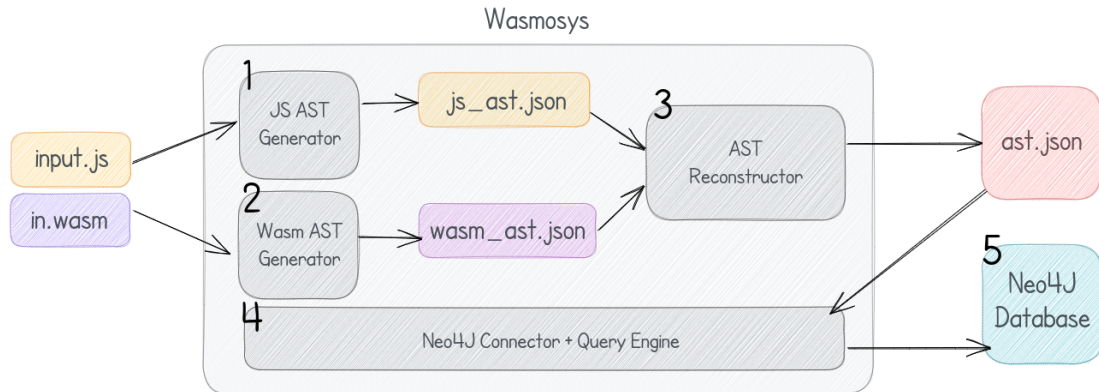 Wasmosys
1
JS AST
Generator
js_ast.json
3
AST
Reconstructor
ast.json
input.js
in.wasm
2
Wasm AST
Generator
wasm_ast.json
4
Neo4J Connector + Query Engine
5
Neo4J
Database